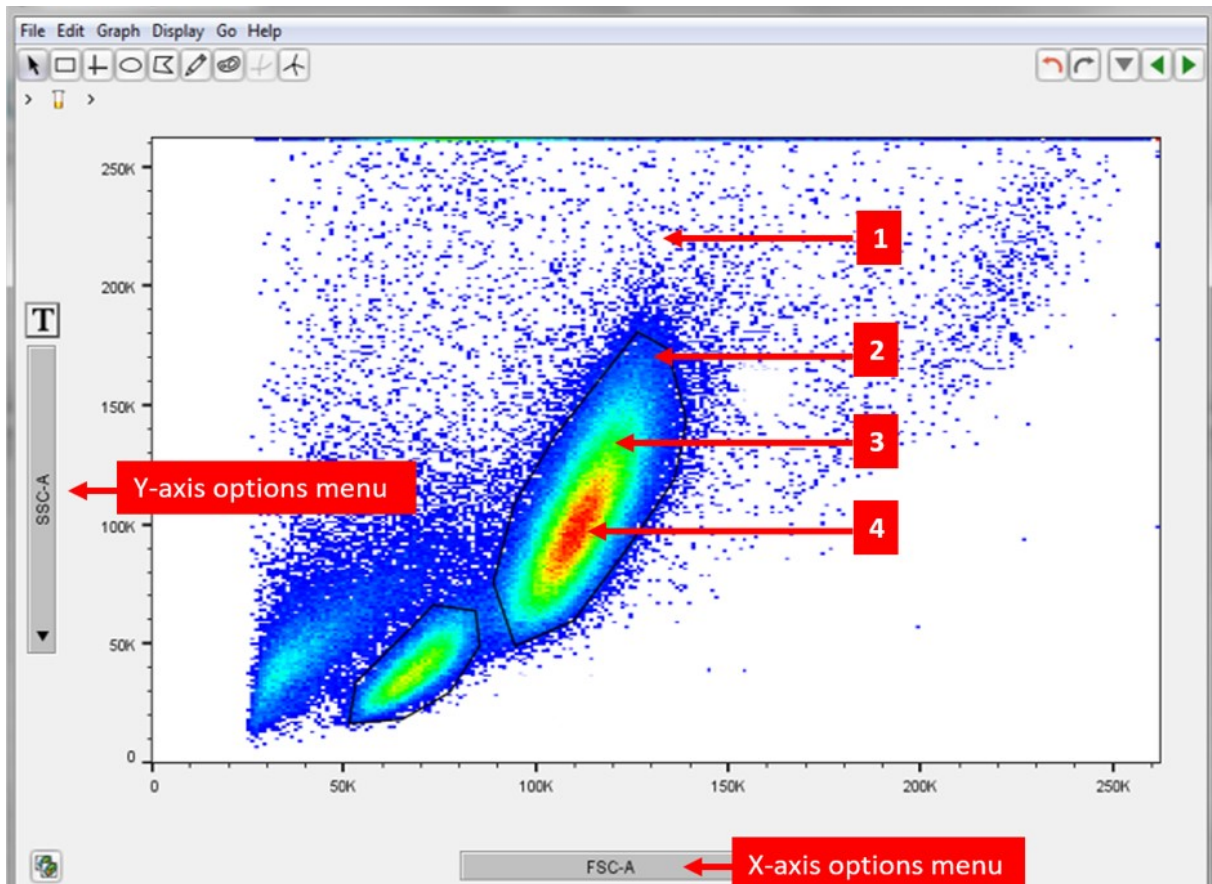 File Edit Graph Display Go Help
250K
200K
150K
100K
50K
0
T
SSC-A
Y-axis options menu
1
2
3
4
0 50K 100K 150K 200K 250K
FSC-A
X-axis options menu